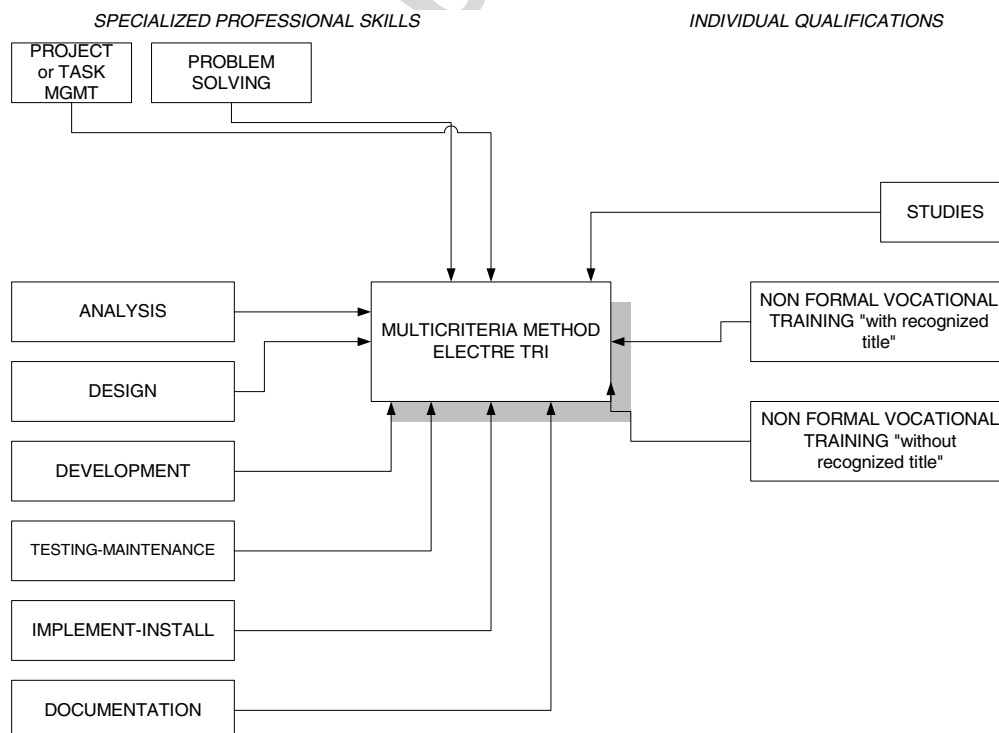 SPECIALIZED PROFESSIONAL SKILLS
INDIVIDUAL QUALIFICATIONS
PROJECT
or TASK
MGMT
PROBLEM
SOLVING
STUDIES
ANALYSIS
MULTICRITERIA METHOD
ELECTRE TRI
NON FORMAL VOCATIONAL
TRAINING "with recognized
title"
DESIGN
NON FORMAL VOCATIONAL
TRAINING "without
recognized title"
DEVELOPMENT
TESTING-MAINTENANCE
IMPLEMENT-INSTALL
DOCUMENTATION